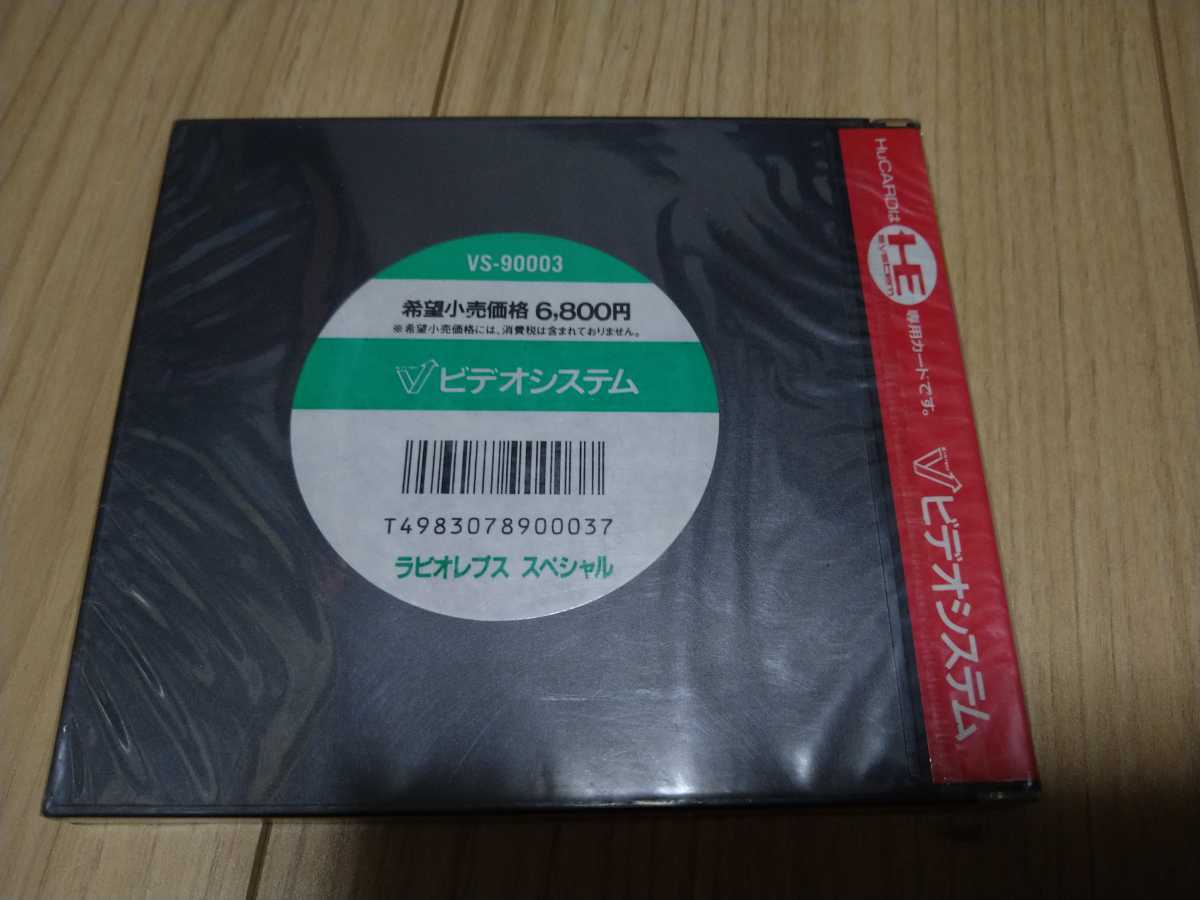 VS-90003
希望小売価格 6,800円
※希望小売価格には、消費税は含まれておりません。
ビデオシステム
T4983078900037
ラビオレプス スペシャル
HuCARDは
HE
SYSTEM
専用カードです。
ビデオシステム